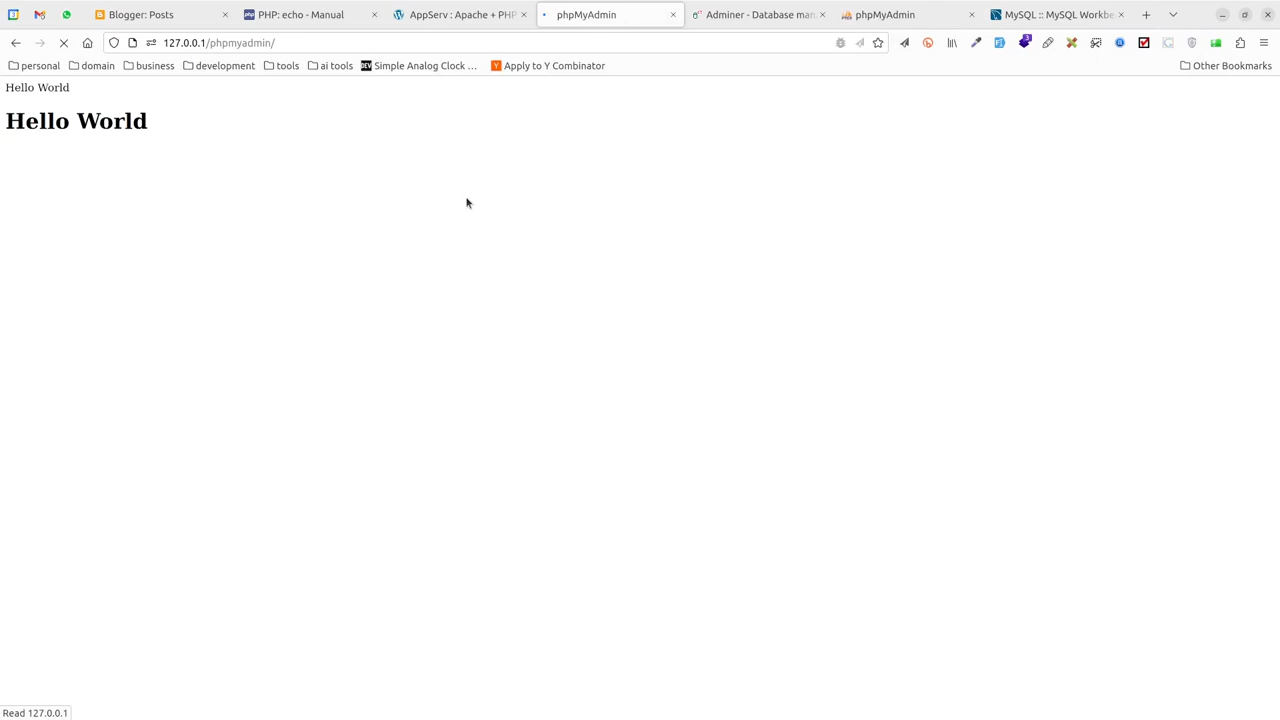 Blogger: Posts
PHP: echo - Manual
AppServ : Apache + PHP
phpMyAdmin
Adminer - Database man
phpMyAdmin
MySQL :: MySQL Workbe
127.0.0.1/phpmyadmin/
3
personal
domain
business
development
tools
ai tools
DEV Simple Analog Clock ...
Y Apply to Y Combinator
Other Bookmarks
Hello World
Hello World
Read 127.0.0.1